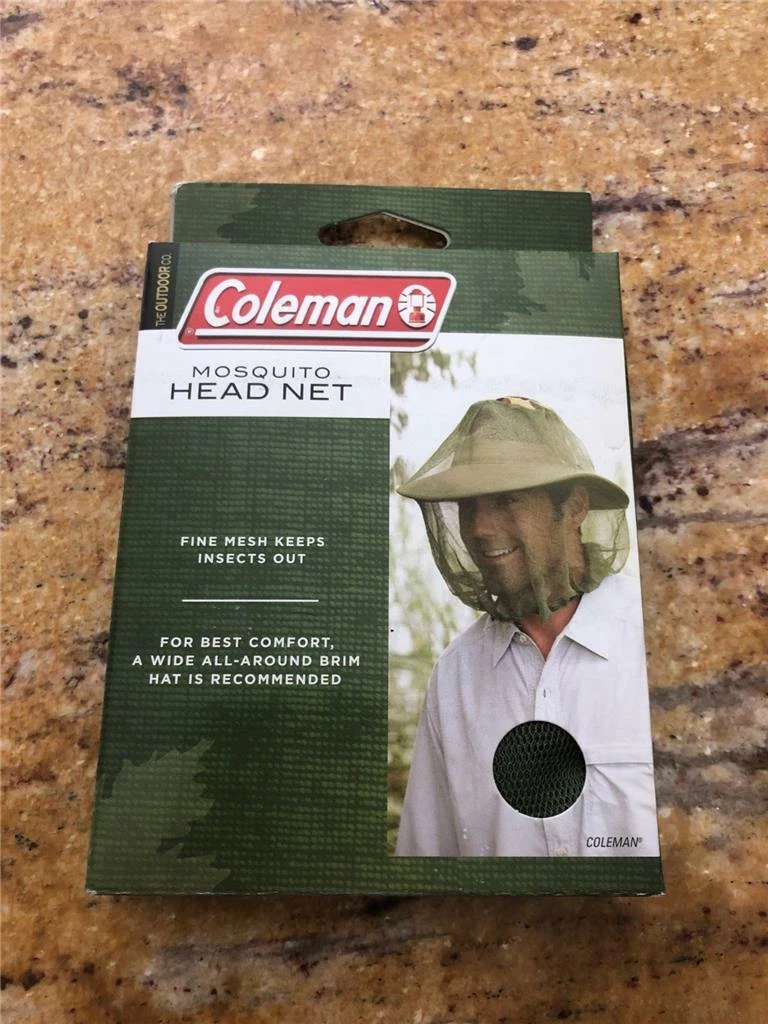 THE OUTDOOR CO.
Coleman
MOSQUITO
HEAD NET
FINE MESH KEEPS
INSECTS OUT
FOR BEST COMFORT,
A WIDE ALL-AROUND BRIM
HAT IS RECOMMENDED
COLEMAN®